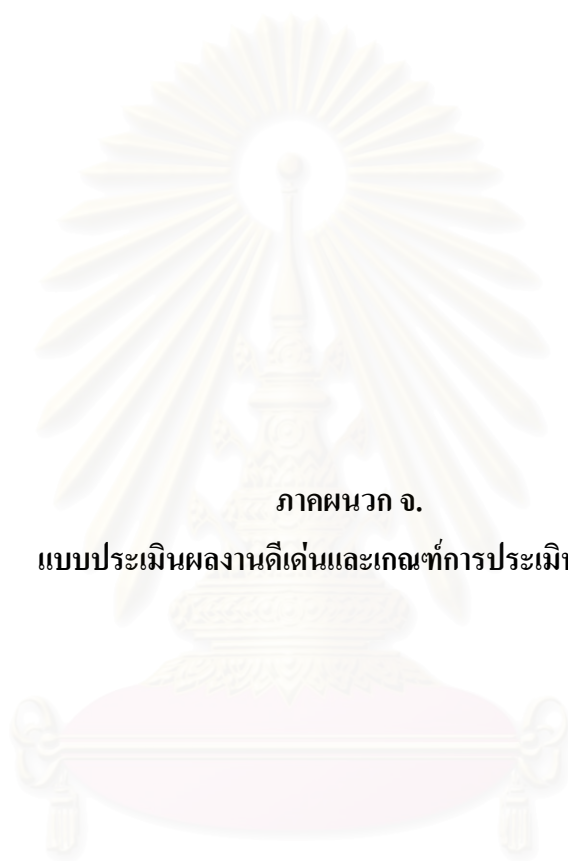 ภาคผนวก จ.
แบบประเมินผลงานดีเด่นและเกณฑ์การประเมิ